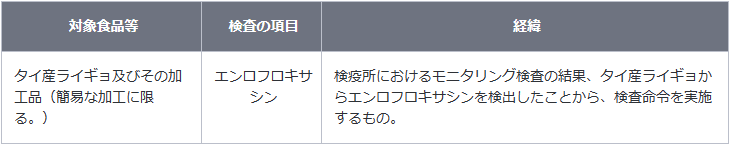 対象食品等
検査の項目
経緯
タイ産ライギョ及びその加
工品（簡易な加工に限
る。）
エンロフロキサ
シン
検疫所におけるモニタリング検査の結果、タイ産ライギョか
らエンロフロキサシンを検出したことから、検査命令を実施
するもの。